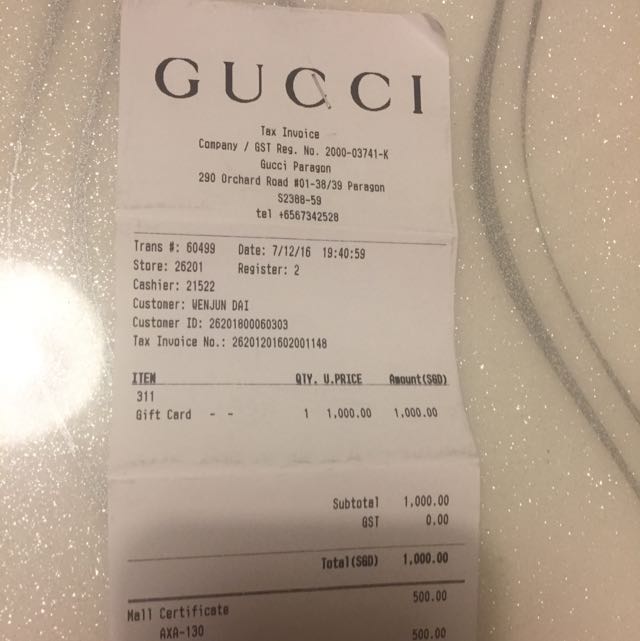 GUCCI
Tax Invoice
Company / GST Reg. No. 2000-03741-K
Gucci Paragon
290 Orchard Road #01-38/39 Paragon
S2388-59
tel +6567342528
Trans #: 60499 Date: 7/12/16 19:40:59
Store: 26201 Register: 2
Cashier: 21522
Customer: WENJUN DAI
Customer ID: 26201800060303
Tax Invoice No.: 26201201602001148
ITEM QTY. U.PRICE Amount(SGD)
311
Gift Card - - 1 1,000.00 1,000.00
Subtotal 1,000.00
GST 0.00
Total(SGD) 1,000.00
Mall Certificate 500.00
AXA-130 500.00